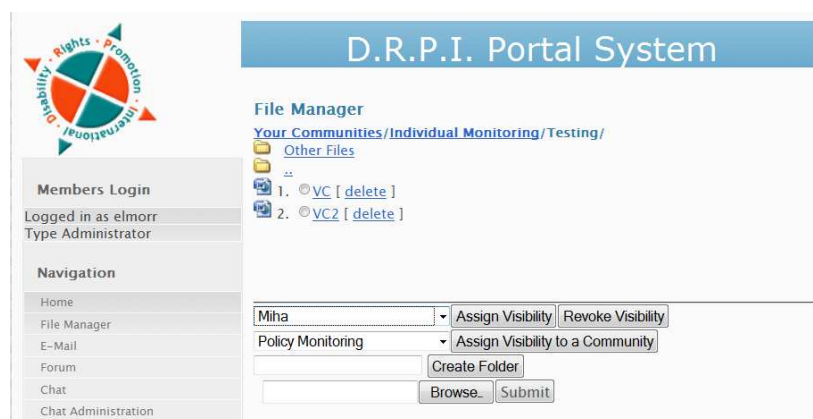 Disability · Rights · Promotion · International
D.R.P.I. Portal System
File Manager
Your Communities/Individual Monitoring/Testing/
Other Files
..
1. VC [ delete ]
2. VC2 [ delete ]
Members Login
Logged in as elmorr
Type Administrator
Navigation
Home
File Manager
E-Mail
Forum
Chat
Chat Administration
Miha Assign Visibility Revoke Visibility
Policy Monitoring Assign Visibility to a Community
Create Folder
Browse... Submit